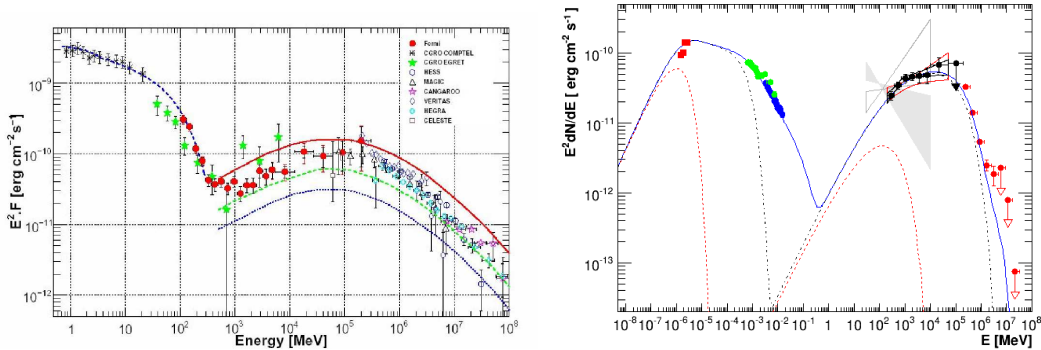 E².F [erg cm⁻² s⁻¹]
10⁻⁹
10⁻¹⁰
10⁻¹¹
10⁻¹²
Fermi
CGRO COMPTEL
CGRO EGRET
HESS
MAGIC
CANGAROO
VERITAS
HEGRA
CELESTE
1 10 10² 10³ 10⁴ 10⁵ 10⁶ 10⁷ 10⁸
Energy [MeV]
E²dN/dE [ erg cm⁻² s⁻¹]
10⁻¹⁰
10⁻¹¹
10⁻¹²
10⁻¹³
10⁻⁸ 10⁻⁷ 10⁻⁶ 10⁻⁵ 10⁻⁴ 10⁻³ 10⁻² 10⁻¹ 1 10 10² 10³ 10⁴ 10⁵ 10⁶ 10⁷ 10⁸
E [MeV]